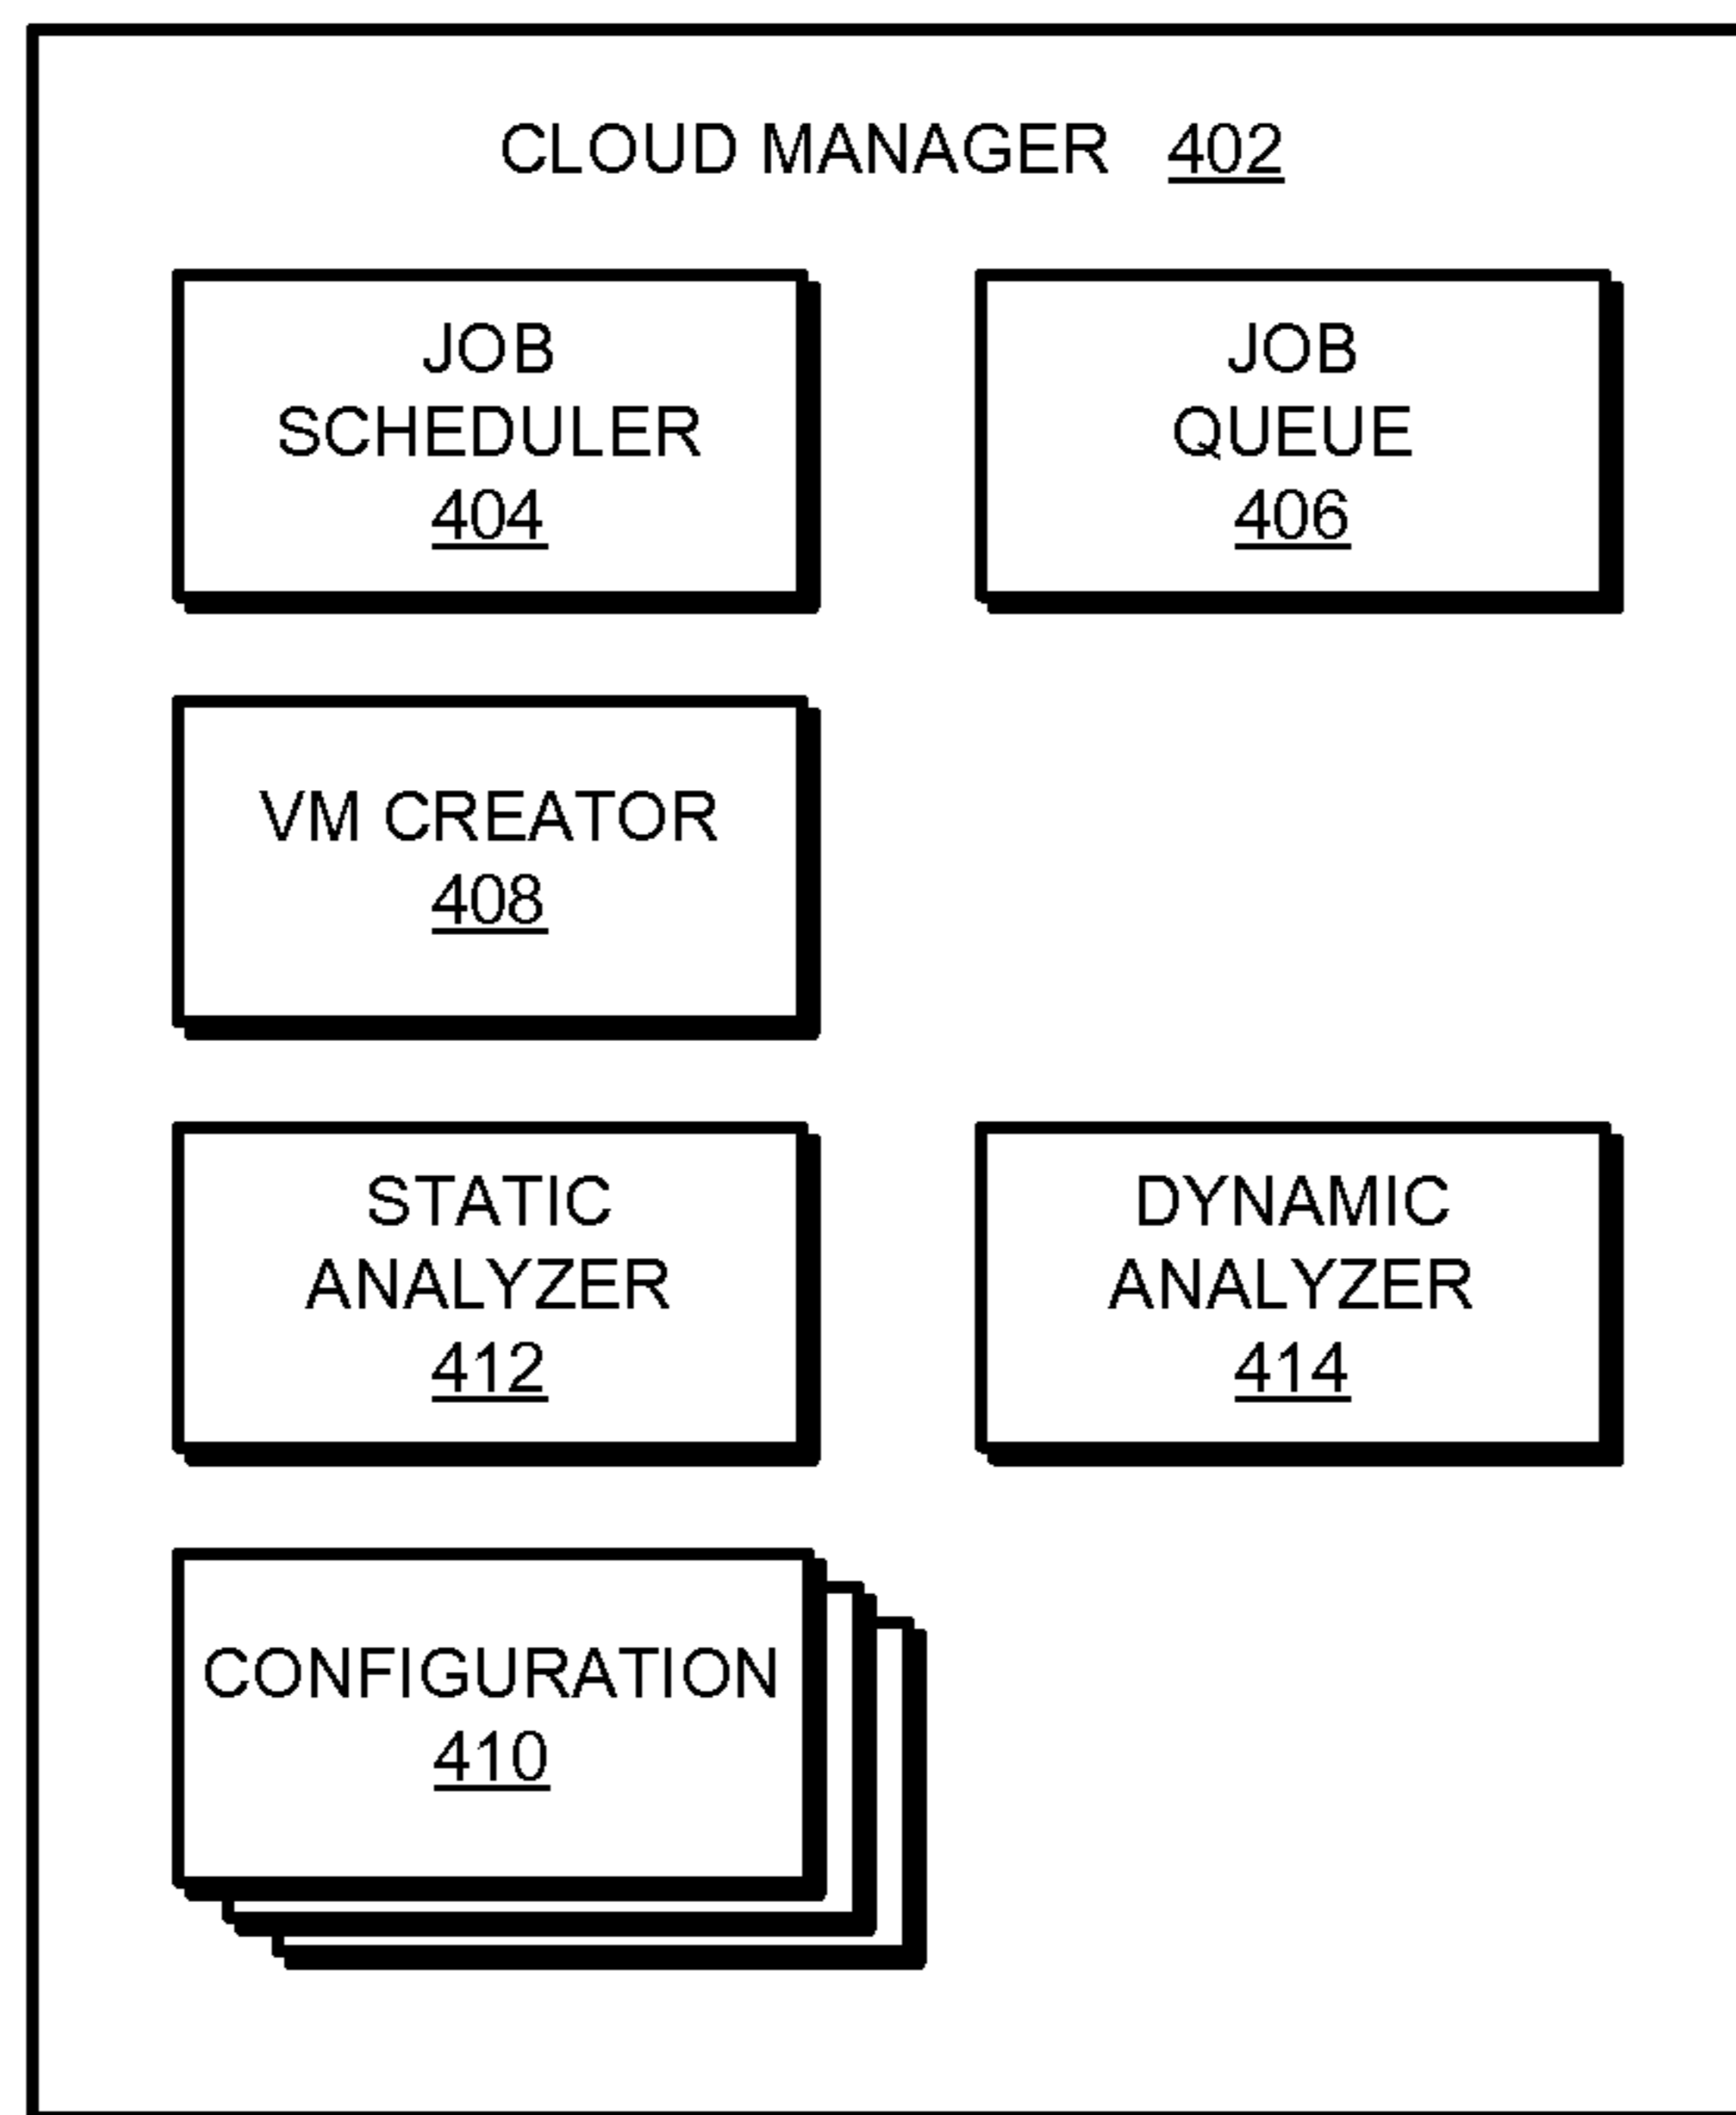 CLOUD MANAGER 402
JOB
SCHEDULER
404
JOB
QUEUE
406
VM CREATOR
408
STATIC
ANALYZER
412
DYNAMIC
ANALYZER
414
CONFIGURATION
410